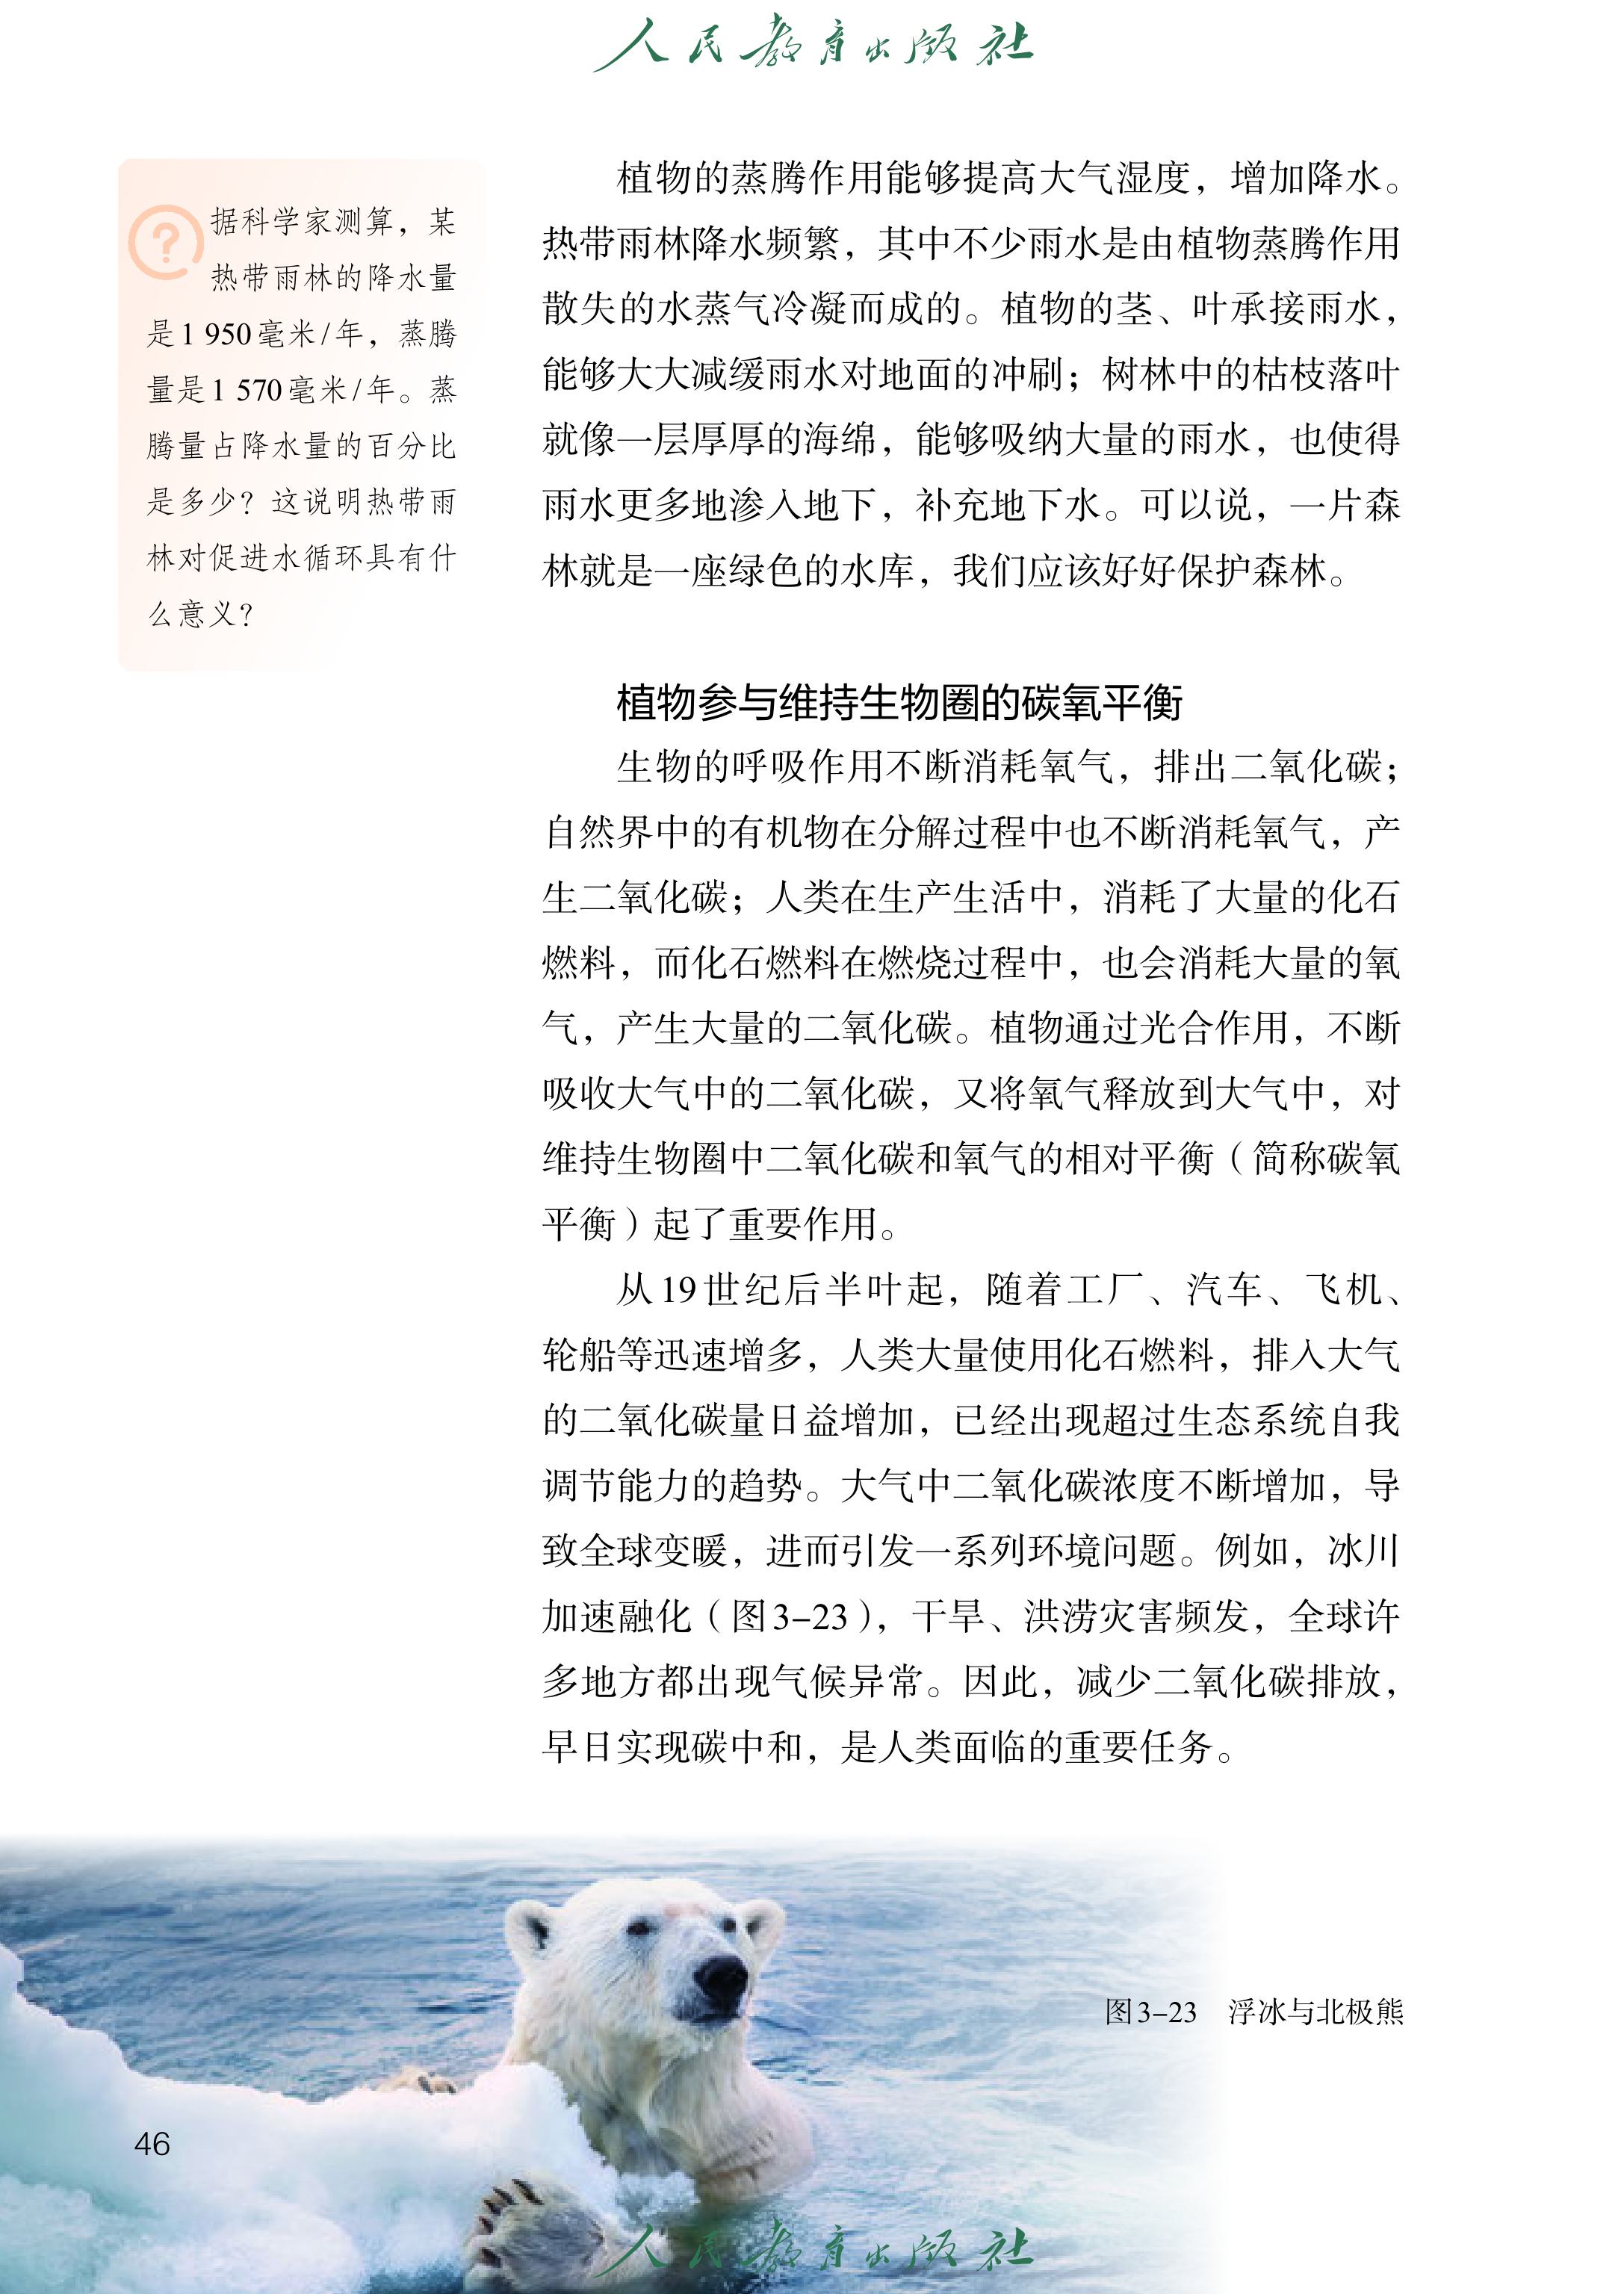 人民教育出版社
据科学家测算，某
热带雨林的降水量
是1 950毫米/年，蒸腾
量是1 570毫米/年。蒸
腾量占降水量的百分比
是多少？这说明热带雨
林对促进水循环具有什
么意义？
植物的蒸腾作用能够提高大气湿度，增加降水。
热带雨林降水频繁，其中不少雨水是由植物蒸腾作用
散失的水蒸气冷凝而成的。植物的茎、叶承接雨水，
能够大大减缓雨水对地面的冲刷；树林中的枯枝落叶
就像一层厚厚的海绵，能够吸纳大量的雨水，也使得
雨水更多地渗入地下，补充地下水。可以说，一片森
林就是一座绿色的水库，我们应该好好保护森林。
植物参与维持生物圈的碳氧平衡
生物的呼吸作用不断消耗氧气，排出二氧化碳；
自然界中的有机物在分解过程中也不断消耗氧气，产
生二氧化碳；人类在生产生活中，消耗了大量的化石
燃料，而化石燃料在燃烧过程中，也会消耗大量的氧
气，产生大量的二氧化碳。植物通过光合作用，不断
吸收大气中的二氧化碳，又将氧气释放到大气中，对
维持生物圈中二氧化碳和氧气的相对平衡（简称碳氧
平衡）起了重要作用。
从19世纪后半叶起，随着工厂、汽车、飞机、
轮船等迅速增多，人类大量使用化石燃料，排入大气
的二氧化碳量日益增加，已经出现超过生态系统自我
调节能力的趋势。大气中二氧化碳浓度不断增加，导
致全球变暖，进而引发一系列环境问题。例如，冰川
加速融化（图3-23），干旱、洪涝灾害频发，全球许
多地方都出现气候异常。因此，减少二氧化碳排放，
早日实现碳中和，是人类面临的重要任务。
图3-23　浮冰与北极熊
46
人民教育出版社